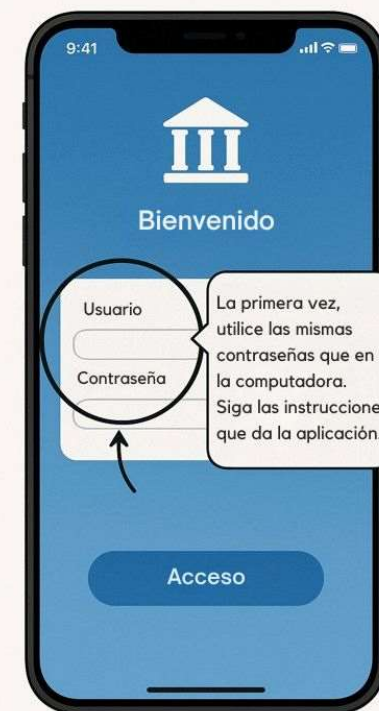 9:41
Bienvenido
Usuario
Contraseña
La primera vez,
utilice las mismas
contraseñas que en
la computadora.
Siga las instruccione
que da la aplicación.
Acceso